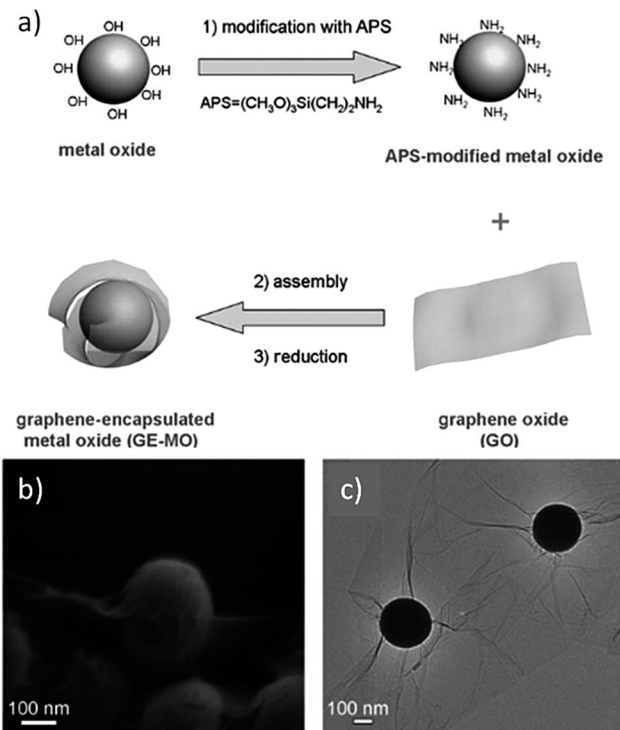 a)
1) modification with APS
APS=(CH₃O)₃Si(CH₂)₂NH₂
OH
OH
OH
OH
OH
OH
OH
OH
NH₂
NH₂
NH₂
NH₂
NH₂
NH₂
NH₂
NH₂
metal oxide
APS-modified metal oxide
+
2) assembly
3) reduction
graphene-encapsulated
metal oxide (GE-MO)
graphene oxide
(GO)
b)
100 nm
c)
100 nm